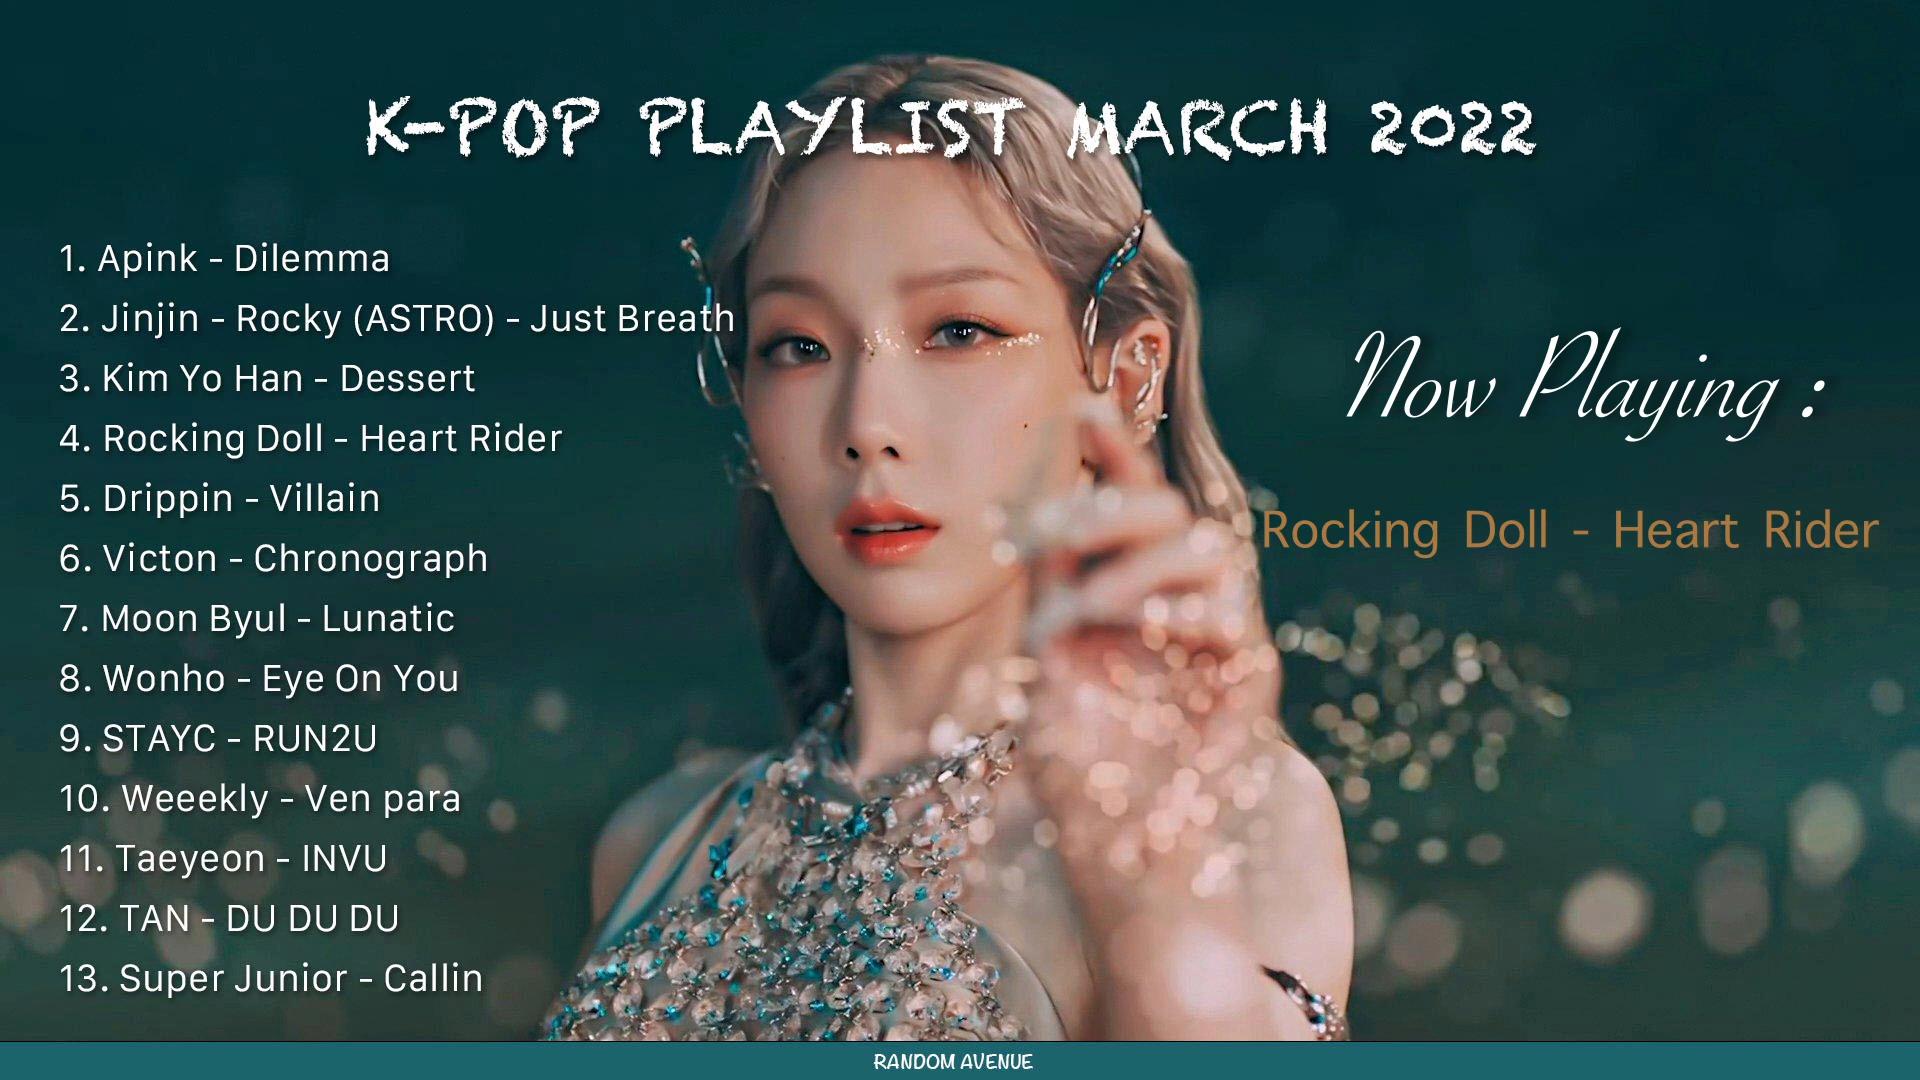 K-POP PLAYLIST MARCH 2022
1. Apink - Dilemma
2. Jinjin - Rocky (ASTRO) - Just Breath
3. Kim Yo Han - Dessert
4. Rocking Doll - Heart Rider
5. Drippin - Villain
6. Victon - Chronograph
7. Moon Byul - Lunatic
8. Wonho - Eye On You
9. STAYC - RUN2U
10. Weeekly - Ven para
11. Taeyeon - INVU
12. TAN - DU DU DU
13. Super Junior - Callin
Now Playing :
Rocking Doll - Heart Rider
RANDOM AVENUE